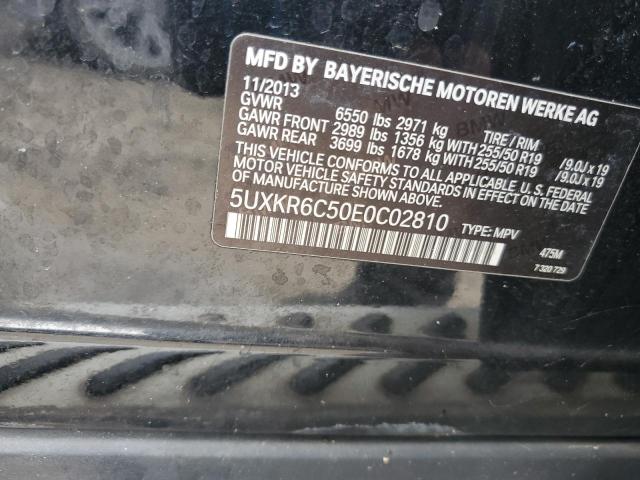 MFD BY BAYERISCHE MOTOREN WERKE AG
11/2013
GVWR 6550 lbs 2971 kg TIRE/RIM
GAWR FRONT 2989 lbs 1356 kg WITH 255/50 R19 /9.0J x 19
GAWR REAR 3699 lbs 1678 kg WITH 255/50 R19 /9.0J x 19
THIS VEHICLE CONFORMS TO ALL APPLICABLE U.S. FEDERAL
MOTOR VEHICLE SAFETY STANDARDS IN EFFECT ON THE
DATE OF MANUFACTURE SHOWN ABOVE.
5UXKR6C50E0C02810 TYPE: MPV
475M
7 320 729